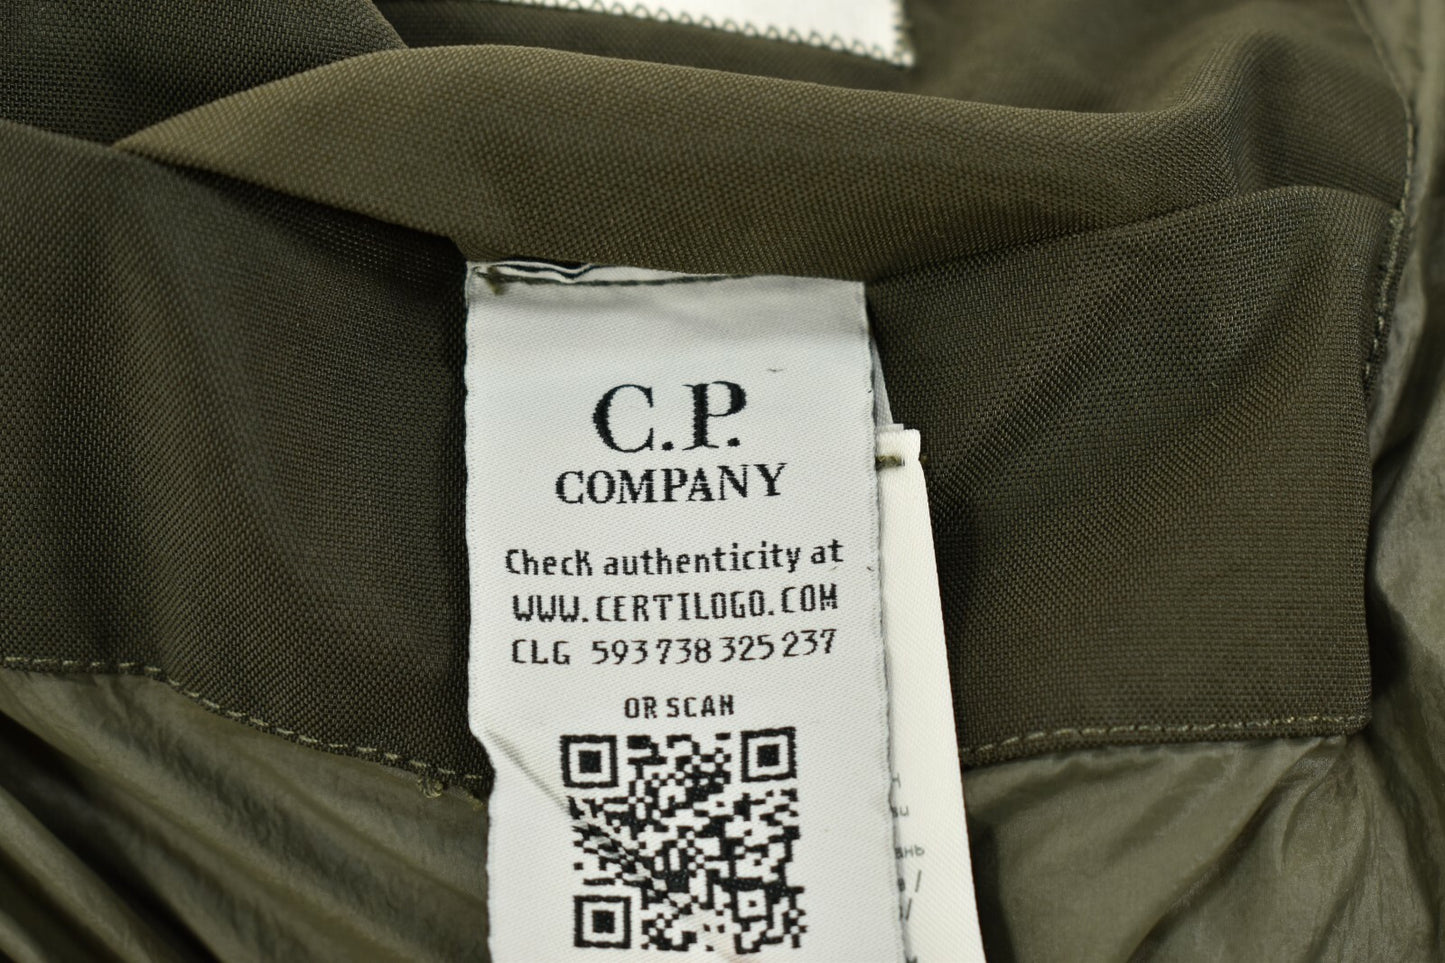 C.P.
COMPANY
Check authenticity at
WWW.CERTILOGO.COM
CLG 593 738 325 237
OR SCAN